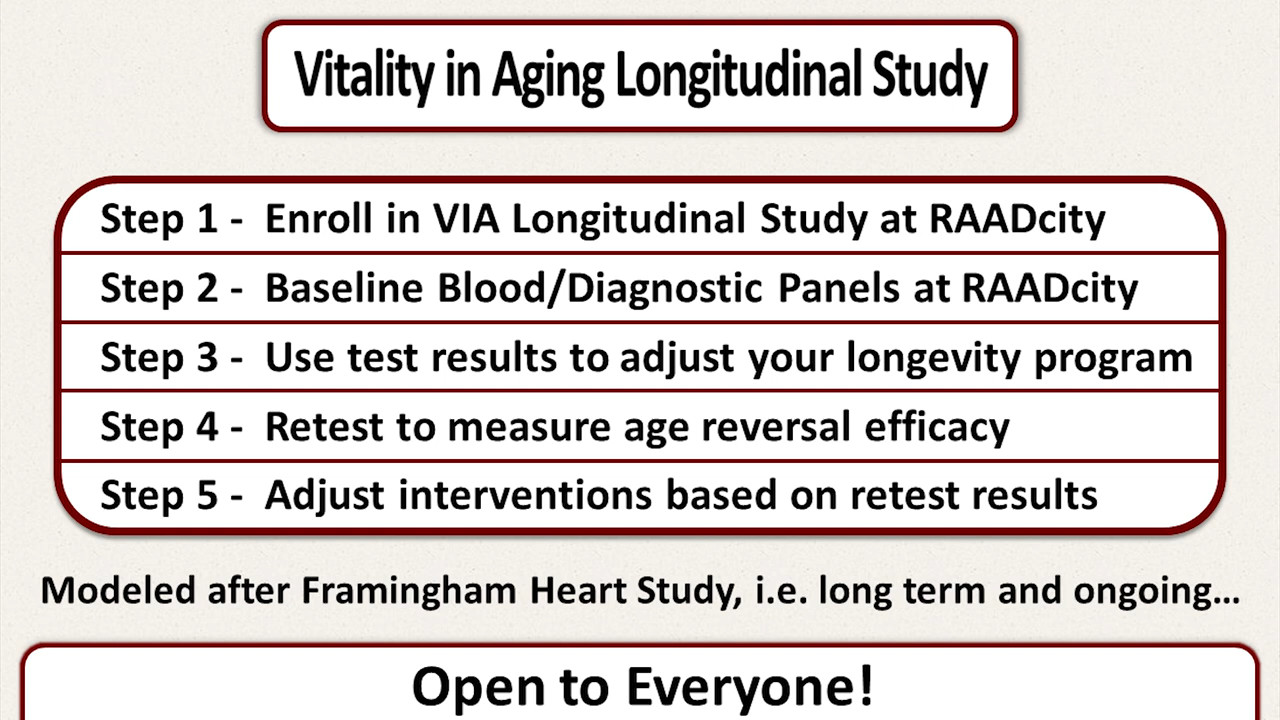 Vitality in Aging Longitudinal Study
Step 1 - Enroll in VIA Longitudinal Study at RAADcity
Step 2 - Baseline Blood/Diagnostic Panels at RAADcity
Step 3 - Use test results to adjust your longevity program
Step 4 - Retest to measure age reversal efficacy
Step 5 - Adjust interventions based on retest results
Modeled after Framingham Heart Study, i.e. long term and ongoing...
Open to Everyone!